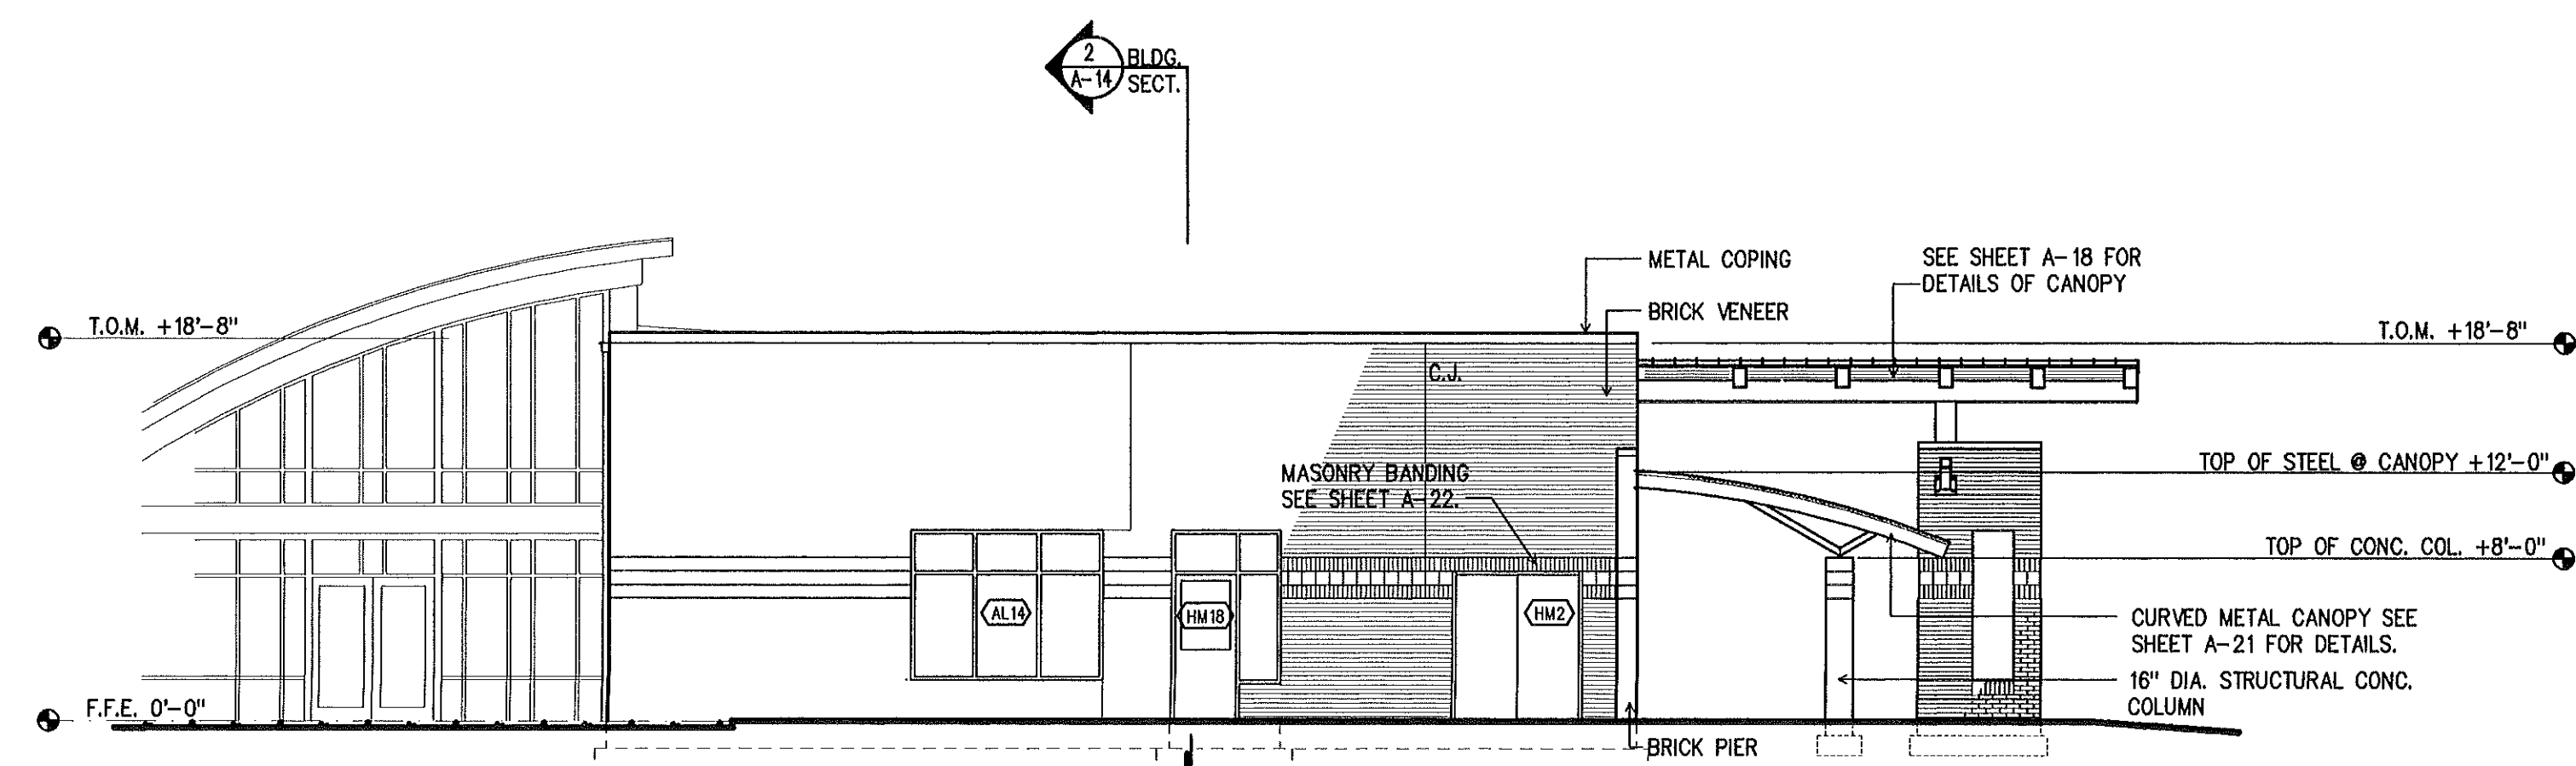 2
A-14
BLDG.
SECT.
METAL COPING
SEE SHEET A-18 FOR
DETAILS OF CANOPY
BRICK VENEER
T.O.M. +18'-8"
T.O.M. +18'-8"
C.J.
MASONRY BANDING
SEE SHEET A-22.
TOP OF STEEL @ CANOPY +12'-0"
TOP OF CONC. COL. +8'-0"
AL14
HM18
HM2
CURVED METAL CANOPY SEE
SHEET A-21 FOR DETAILS.
16" DIA. STRUCTURAL CONC.
COLUMN
F.F.E. 0'-0"
BRICK PIER